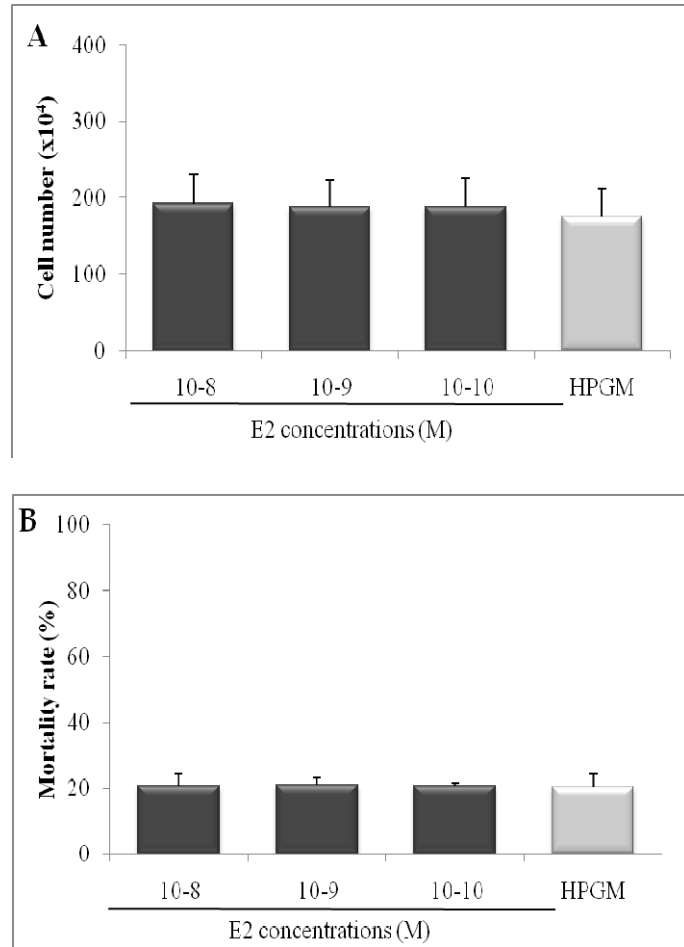 A
Cell number (x10⁴)
400
300
200
100
0
10-8 10-9 10-10 HPGM
E2 concentrations (M)
B
Mortality rate (%)
100
80
60
40
20
0
10-8 10-9 10-10 HPGM
E2 concentrations (M)